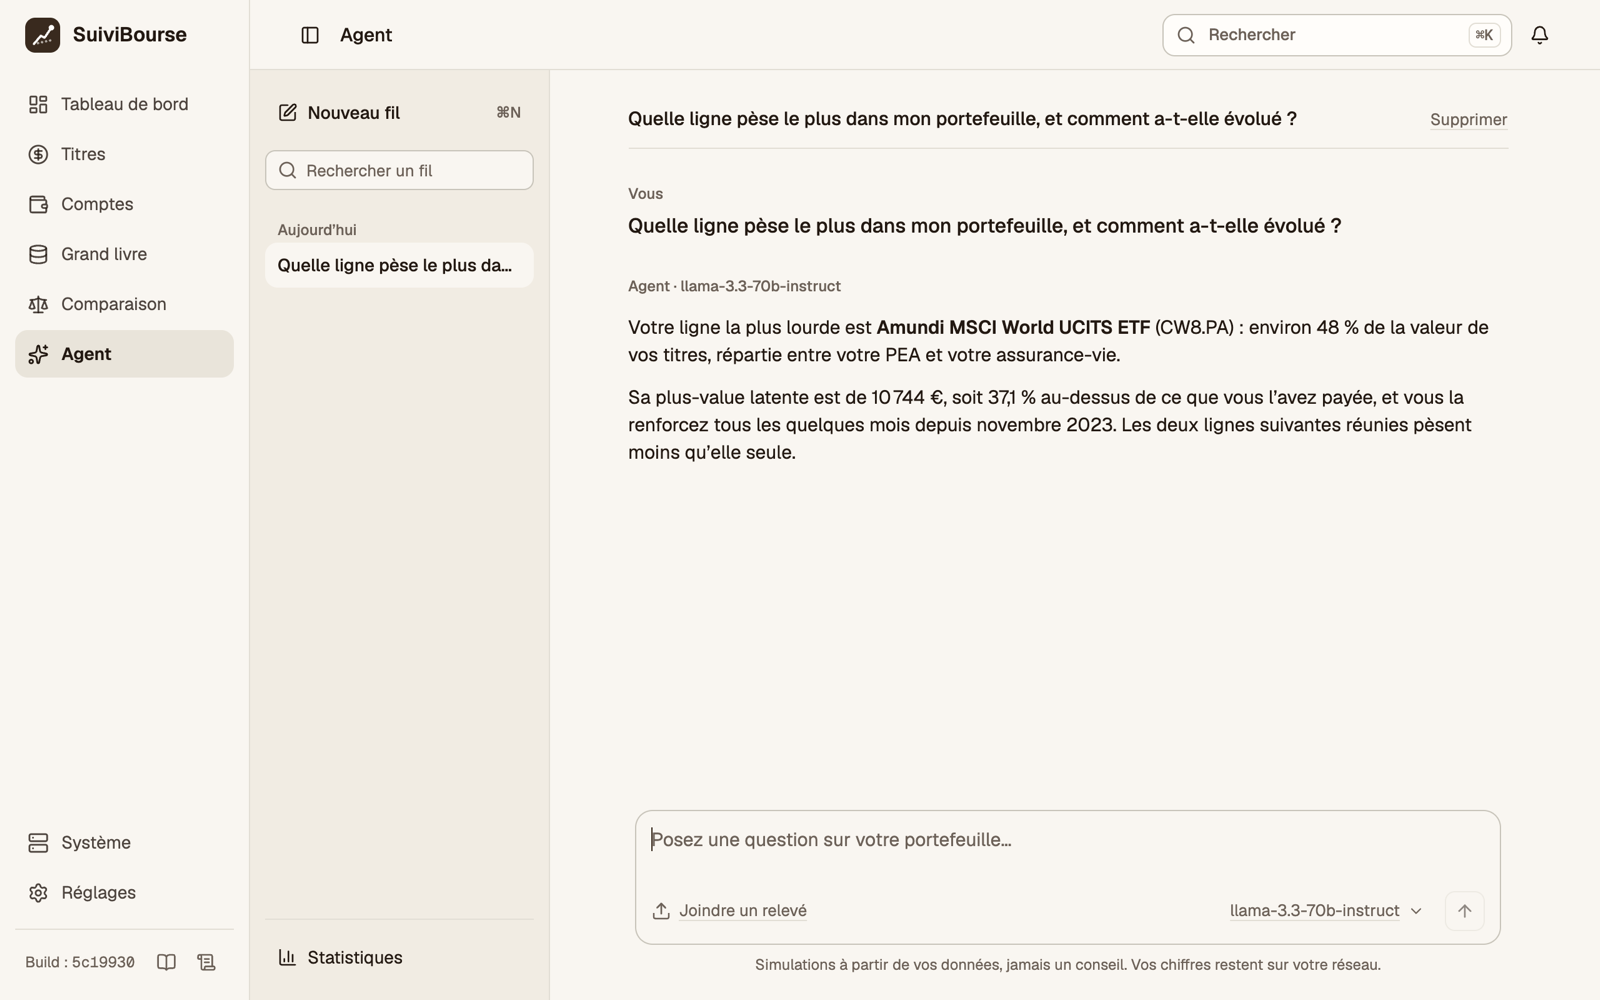 SuiviBourse
Tableau de bord
Titres
Comptes
Grand livre
Comparaison
Agent
Système
Réglages
Build : 5c19930
Agent
Rechercher
⌘K
Nouveau fil
⌘N
Rechercher un fil
Aujourd’hui
Quelle ligne pèse le plus da…
Statistiques
Quelle ligne pèse le plus dans mon portefeuille, et comment a-t-elle évolué ?
Supprimer
Vous
Quelle ligne pèse le plus dans mon portefeuille, et comment a-t-elle évolué ?
Agent · llama-3.3-70b-instruct
Votre ligne la plus lourde est Amundi MSCI World UCITS ETF (CW8.PA) : environ 48 % de la valeur de
vos titres, répartie entre votre PEA et votre assurance-vie.
Sa plus-value latente est de 10 744 €, soit 37,1 % au-dessus de ce que vous l’avez payée, et vous la
renforcez tous les quelques mois depuis novembre 2023. Les deux lignes suivantes réunies pèsent
moins qu’elle seule.
Posez une question sur votre portefeuille…
Joindre un relevé
llama-3.3-70b-instruct
Simulations à partir de vos données, jamais un conseil. Vos chiffres restent sur votre réseau.